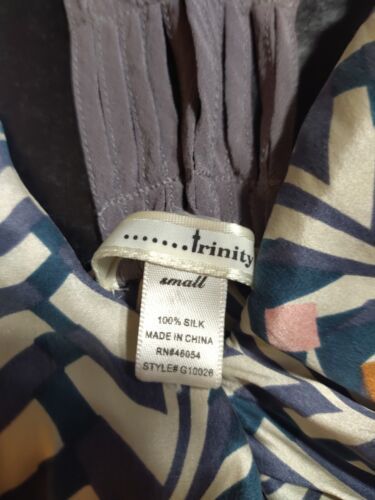 ........trinity
small
100% SILK
MADE IN CHINA
RN#46054
STYLE# G10026